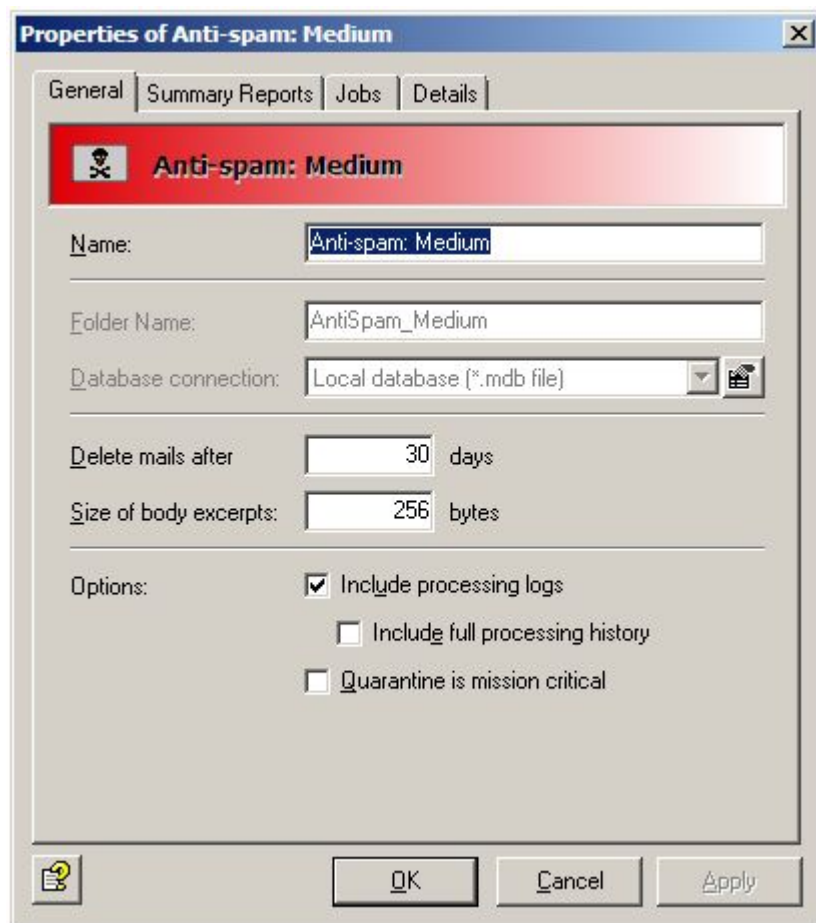 Properties of Anti-spam: Medium
General Summary Reports Jobs Details
Anti-spam: Medium
Name: Anti-spam: Medium
Folder Name: AntiSpam_Medium
Database connection: Local database (*.mdb file)
Delete mails after 30 days
Size of body excerpts: 256 bytes
Options: Include processing logs
Include full processing history
Quarantine is mission critical
OK Cancel Apply